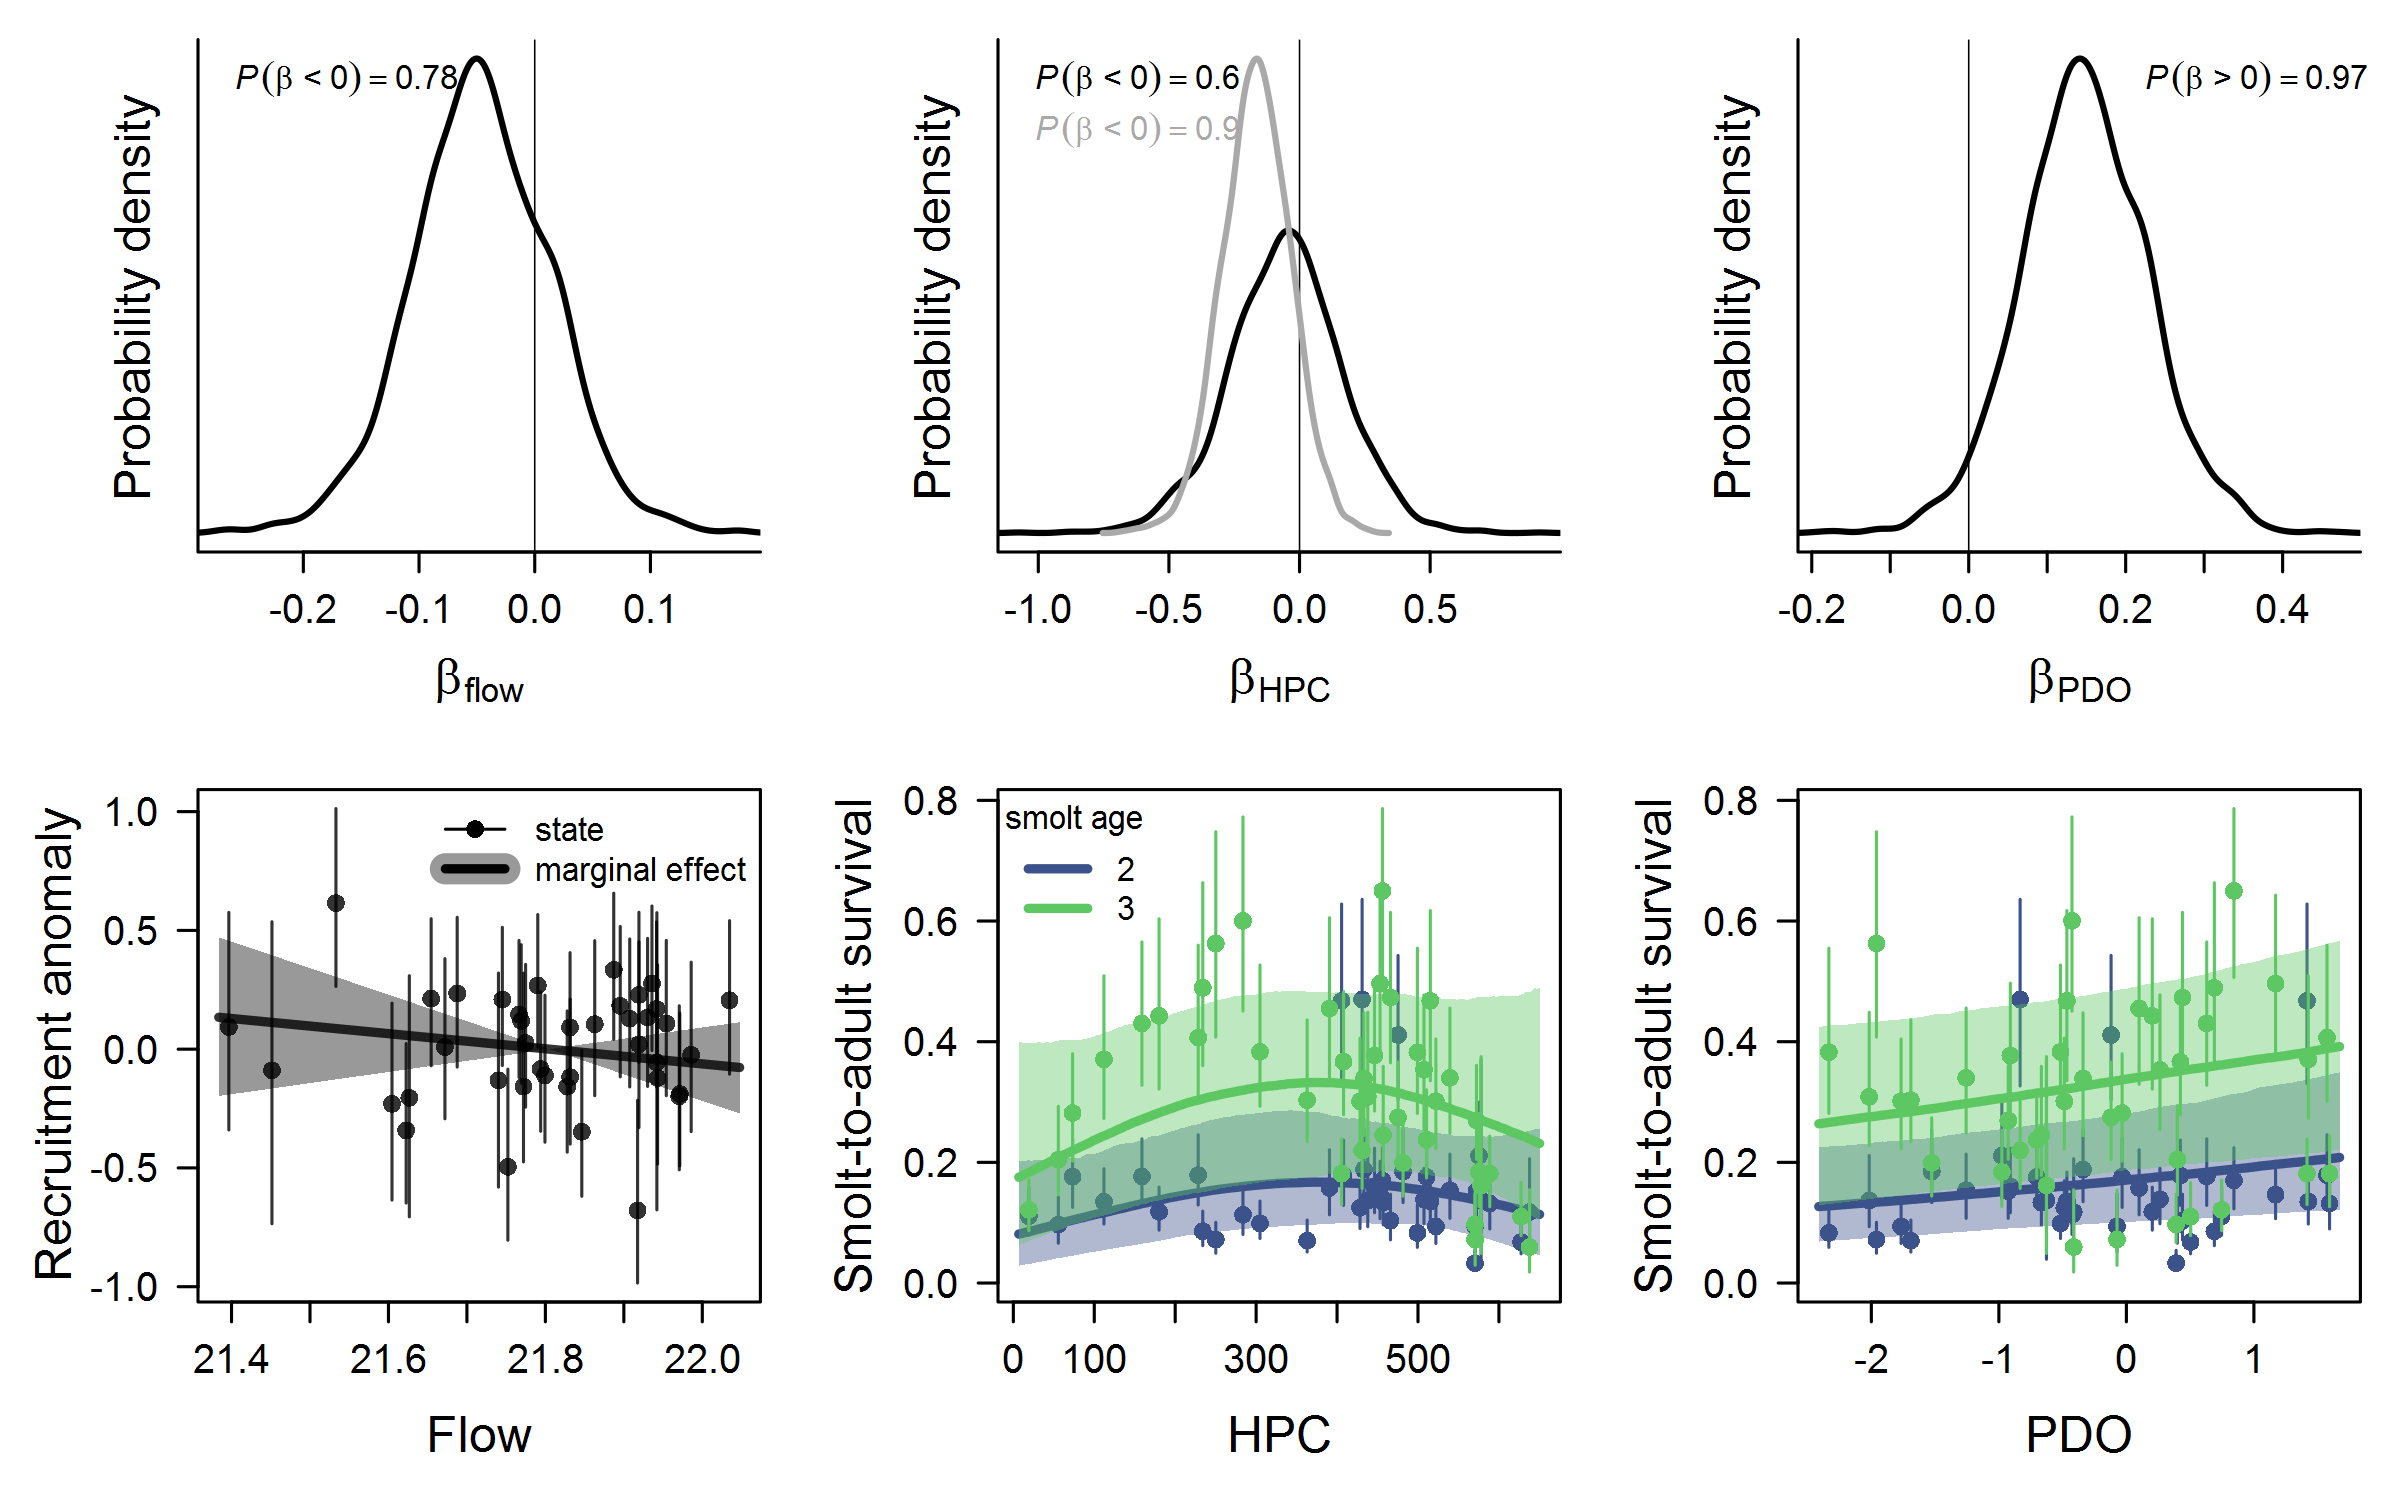 Probability density
P(β < 0) = 0.78
-0.2 -0.1 0.0 0.1
βflow
Probability density
P(β < 0) = 0.6
P(β < 0) = 0.9
-1.0 -0.5 0.0 0.5
βHPC
Probability density
P(β > 0) = 0.97
-0.2 0.0 0.2 0.4
βPDO
Recruitment anomaly
1.0
0.5
0.0
-0.5
-1.0
state
marginal effect
21.4 21.6 21.8 22.0
Flow
Smolt-to-adult survival
0.8
0.6
0.4
0.2
0.0
smolt age
2
3
0 100 300 500
HPC
Smolt-to-adult survival
0.8
0.6
0.4
0.2
0.0
-2 -1 0 1
PDO